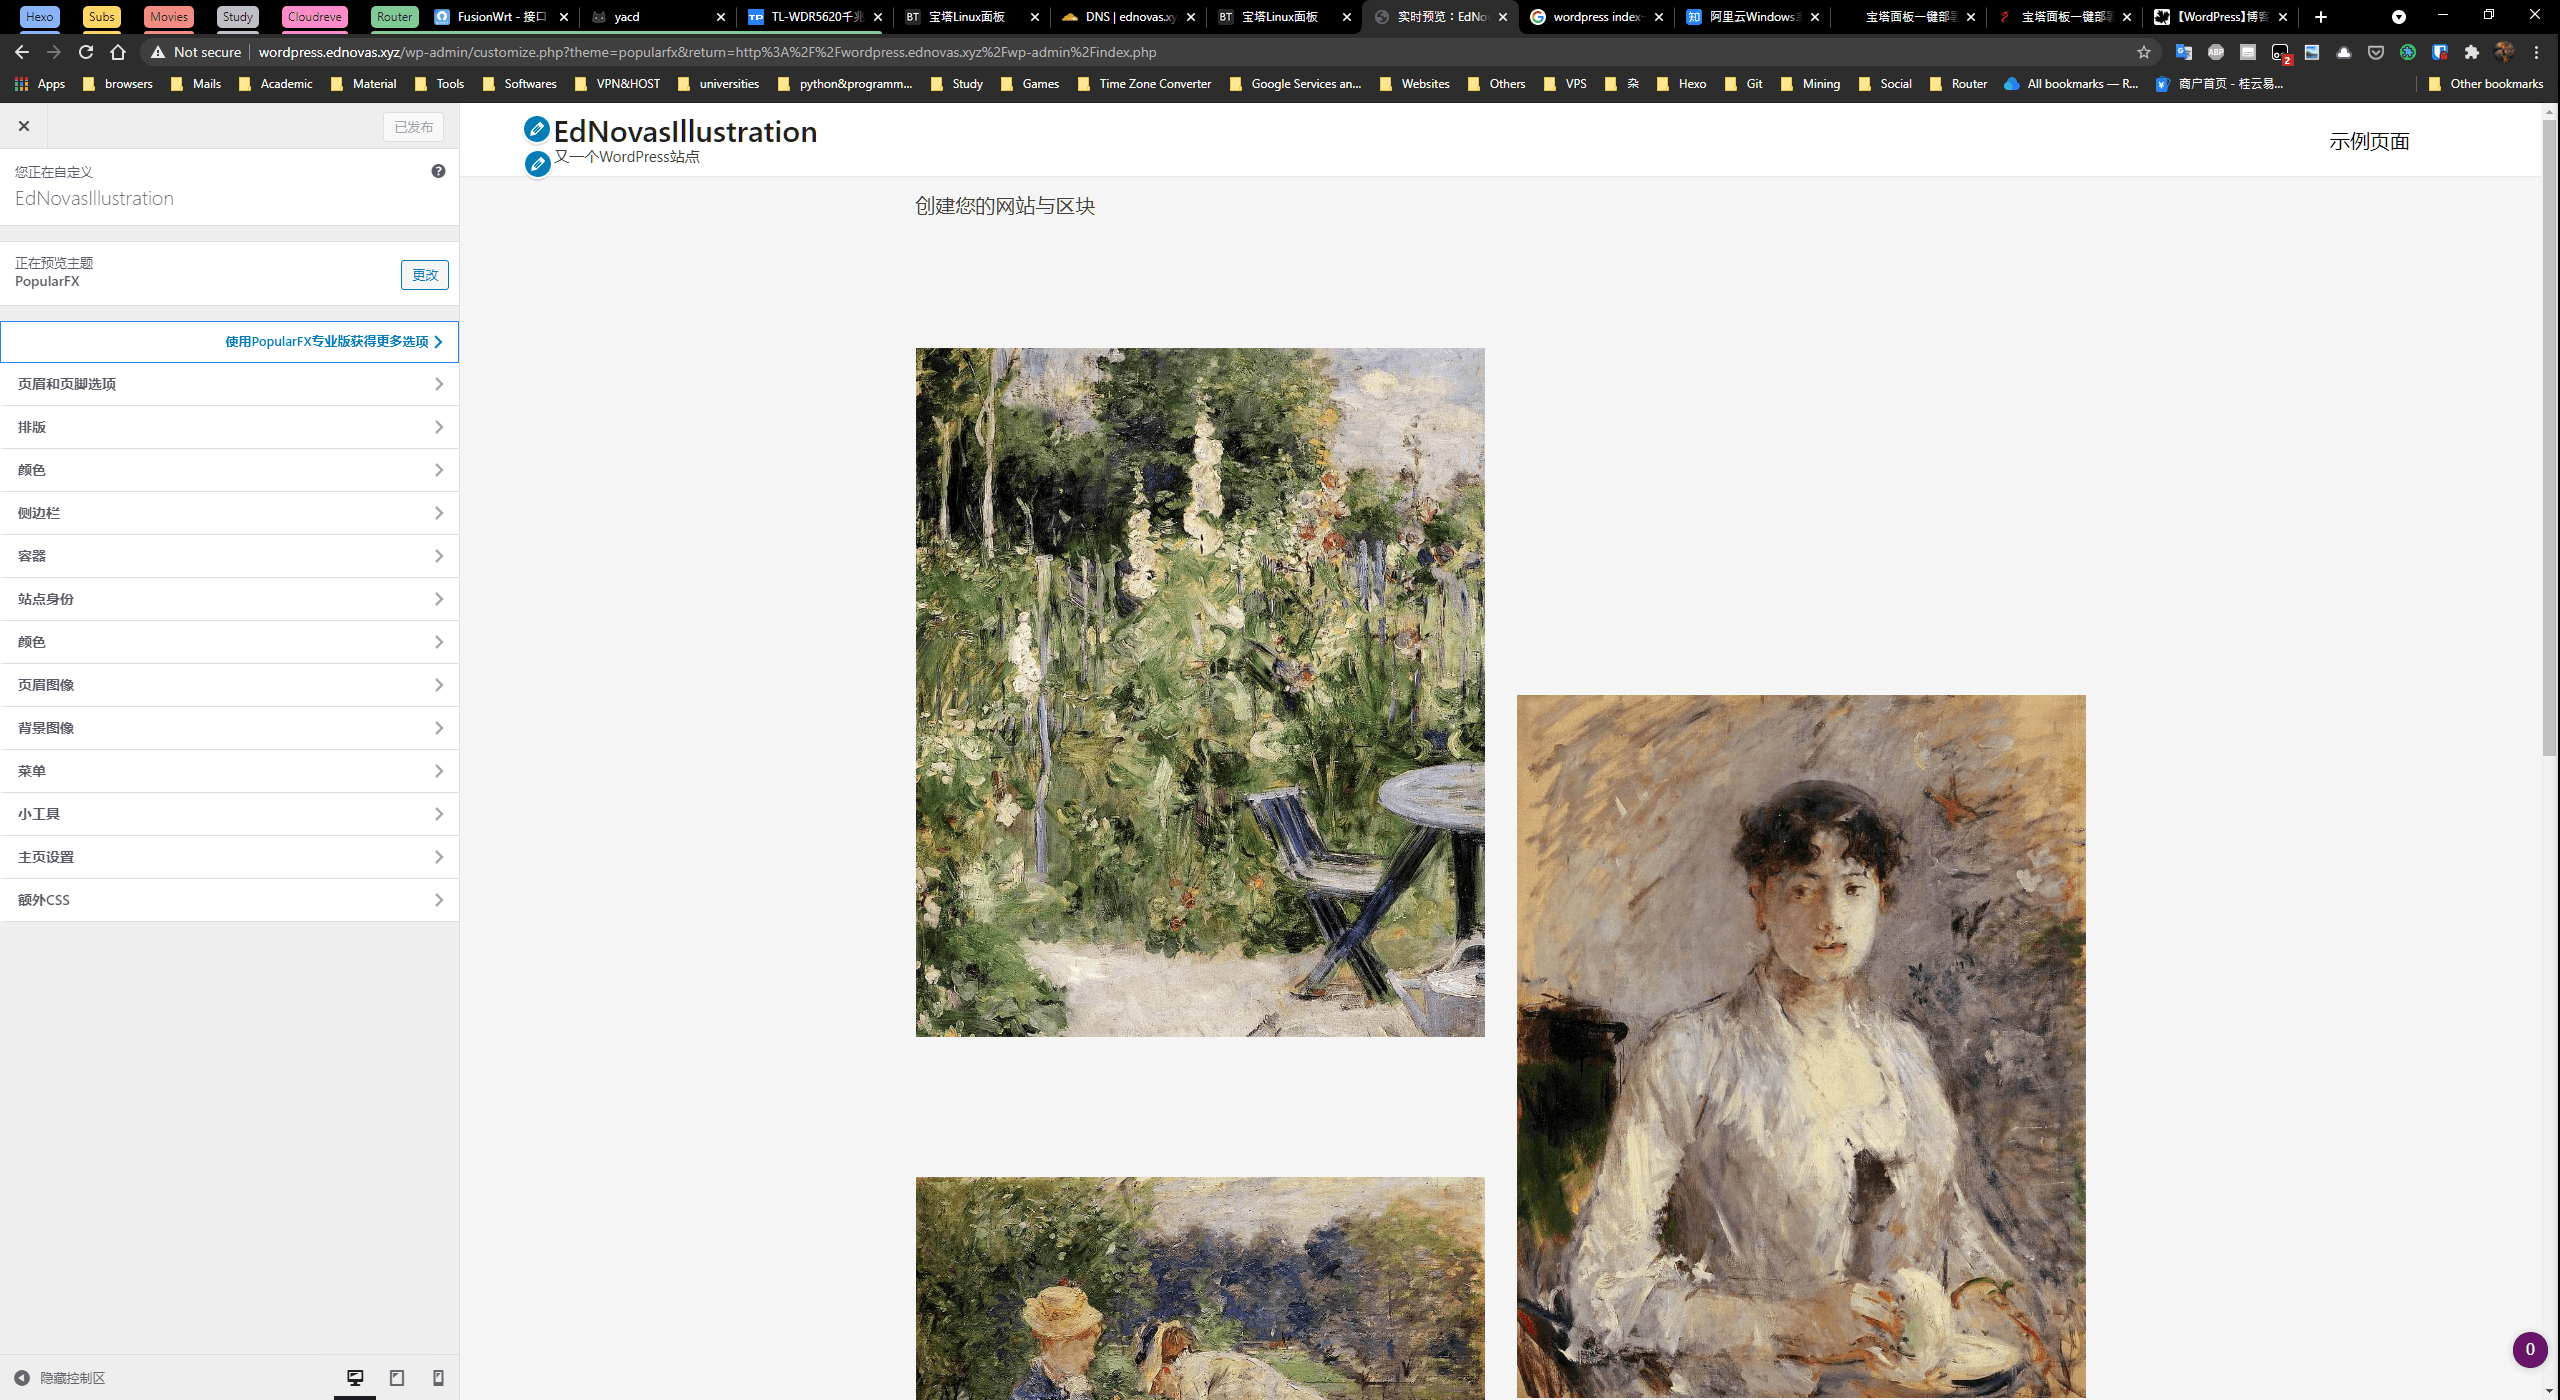 Hexo Subs Movies Study Cloudreve Router FusionWrt - 接口 yacd TL-WDR5620千兆 宝塔Linux面板 DNS | ednovas.xy 宝塔Linux面板 实时预览：EdNo wordpress index- 阿里云Windows 宝塔面板一键部署 宝塔面板一键部署 【WordPress】博客
Not secure wordpress.ednovas.xyz/wp-admin/customize.php?theme=popularfx&return=http%3A%2F%2Fwordpress.ednovas.xyz%2Fwp-admin%2Findex.php ABP 2
Apps browsers Mails Academic Material Tools Softwares VPN&HOST universities python&programm... Study Games Time Zone Converter Google Services an... Websites Others VPS 杂 Hexo Git Mining Social Router All bookmarks — R... 商户首页 - 桂云易... Other bookmarks
已发布
您正在自定义
EdNovasIllustration
正在预览主题
PopularFX
更改
使用PopularFX专业版获得更多选项
页眉和页脚选项
排版
颜色
侧边栏
容器
站点身份
颜色
页眉图像
背景图像
菜单
小工具
主页设置
额外CSS
隐藏控制区
EdNovasIllustration
又一个WordPress站点
示例页面
创建您的网站与区块
0